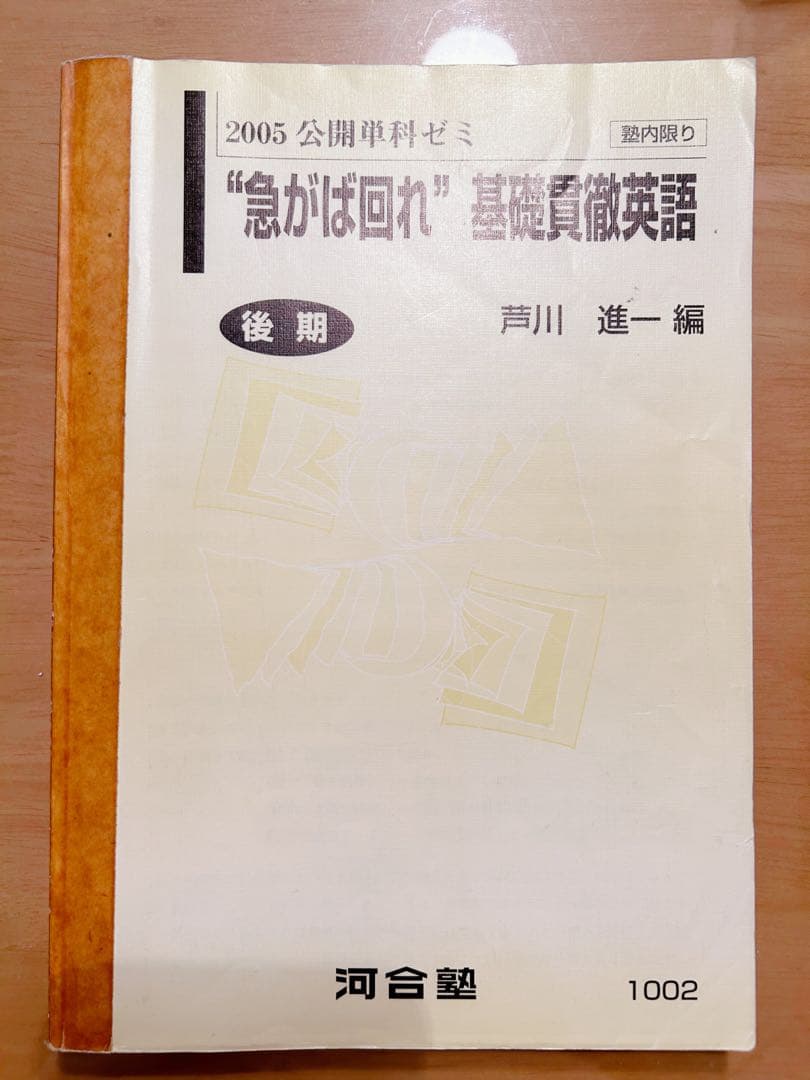 2005 公開単科ゼミ 塾内限り
“急がば回れ” 基礎貫徹英語
後期 芦川 進一 編
河合塾 1002